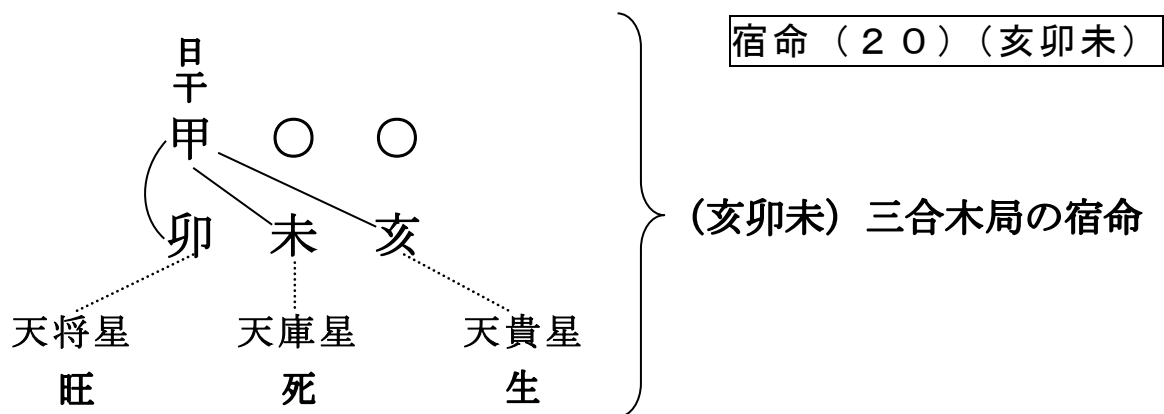 宿命（２０）（亥卯未）
日干
甲 〇 〇
卯 未 亥
（亥卯未）三合木局の宿命
天将星 天庫星 天貴星
旺 死 生